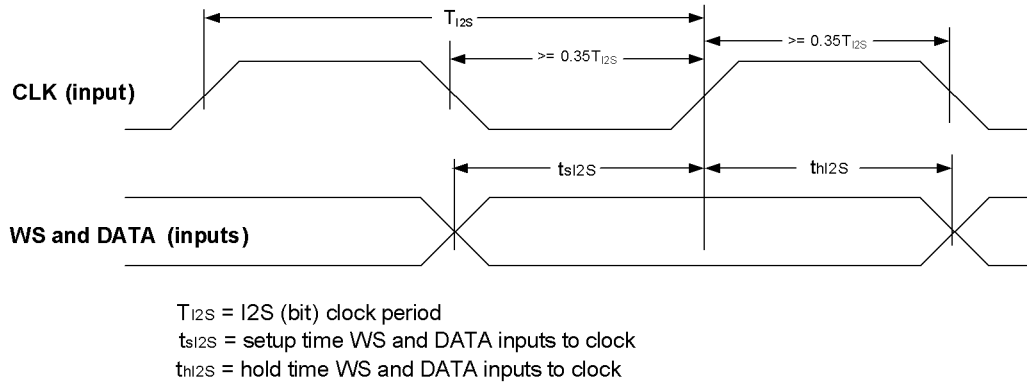 TI2S
>= 0.35TI2S
>= 0.35TI2S
CLK (input)
tsI2S
thI2S
WS and DATA (inputs)
TI2S = I2S (bit) clock period
tsI2S = setup time WS and DATA inputs to clock
thI2S = hold time WS and DATA inputs to clock